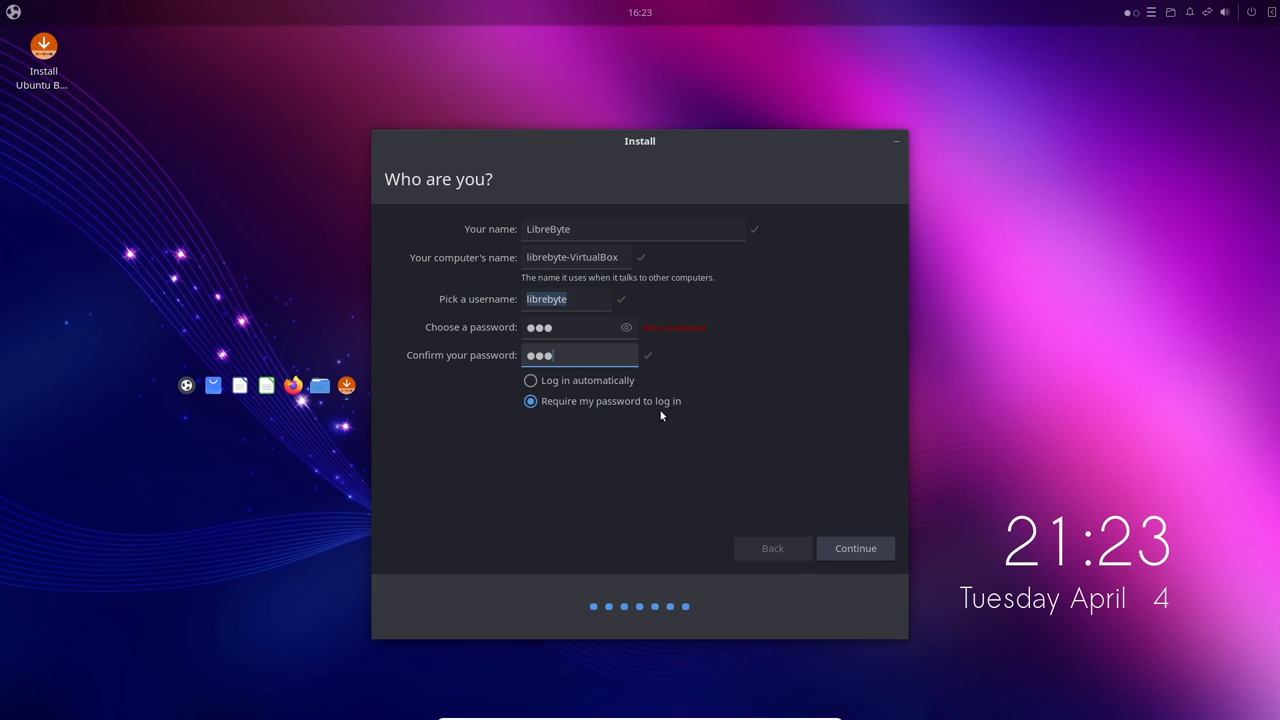 16:23
Install
Ubuntu B...
Install
Who are you?
Your name: LibreByte
Your computer's name: librebyte-VirtualBox
The name it uses when it talks to other computers.
Pick a username: librebyte
Choose a password: ●●● Short password
Confirm your password: ●●●
Log in automatically
Require my password to log in
Back Continue
21:23
Tuesday April 4